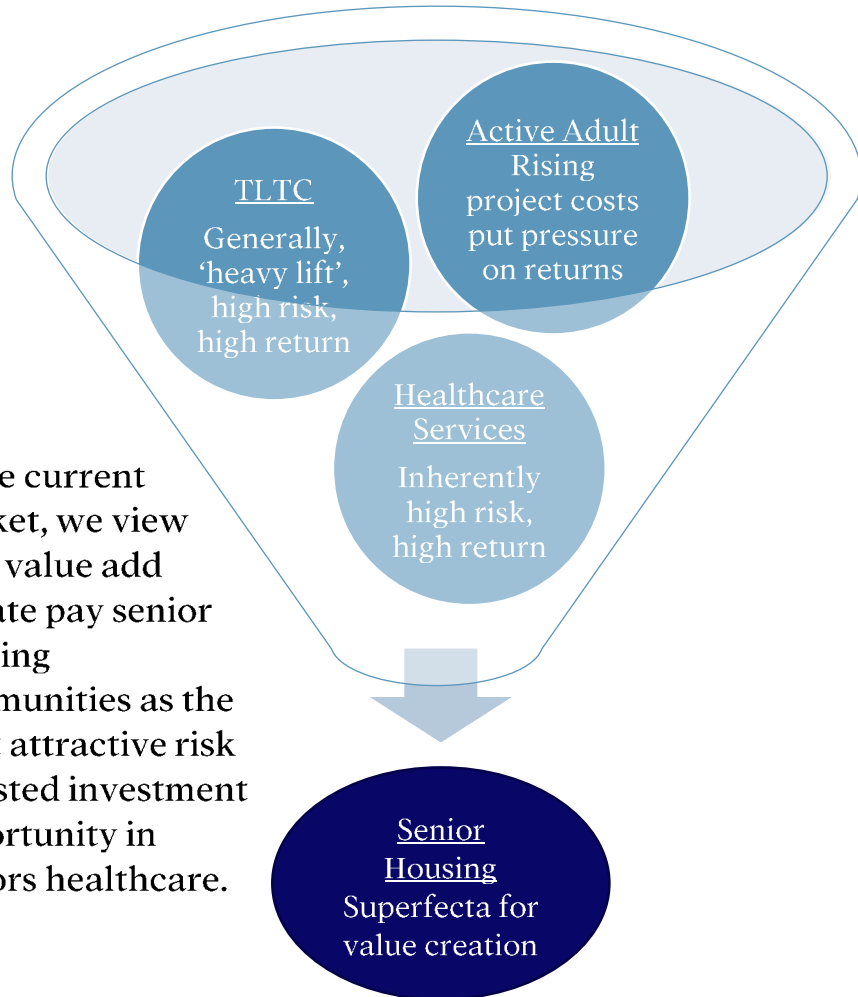 Active Adult
Rising
project costs
put pressure
on returns
TLTC
Generally,
‘heavy lift’,
high risk,
high return
Healthcare
Services
Inherently
high risk,
high return
e current
ket, we view
value add
ate pay senior
ing
munities as the
t attractive risk
sted investment
ortunity in
ors healthcare.
Senior
Housing
Superfecta for
value creation